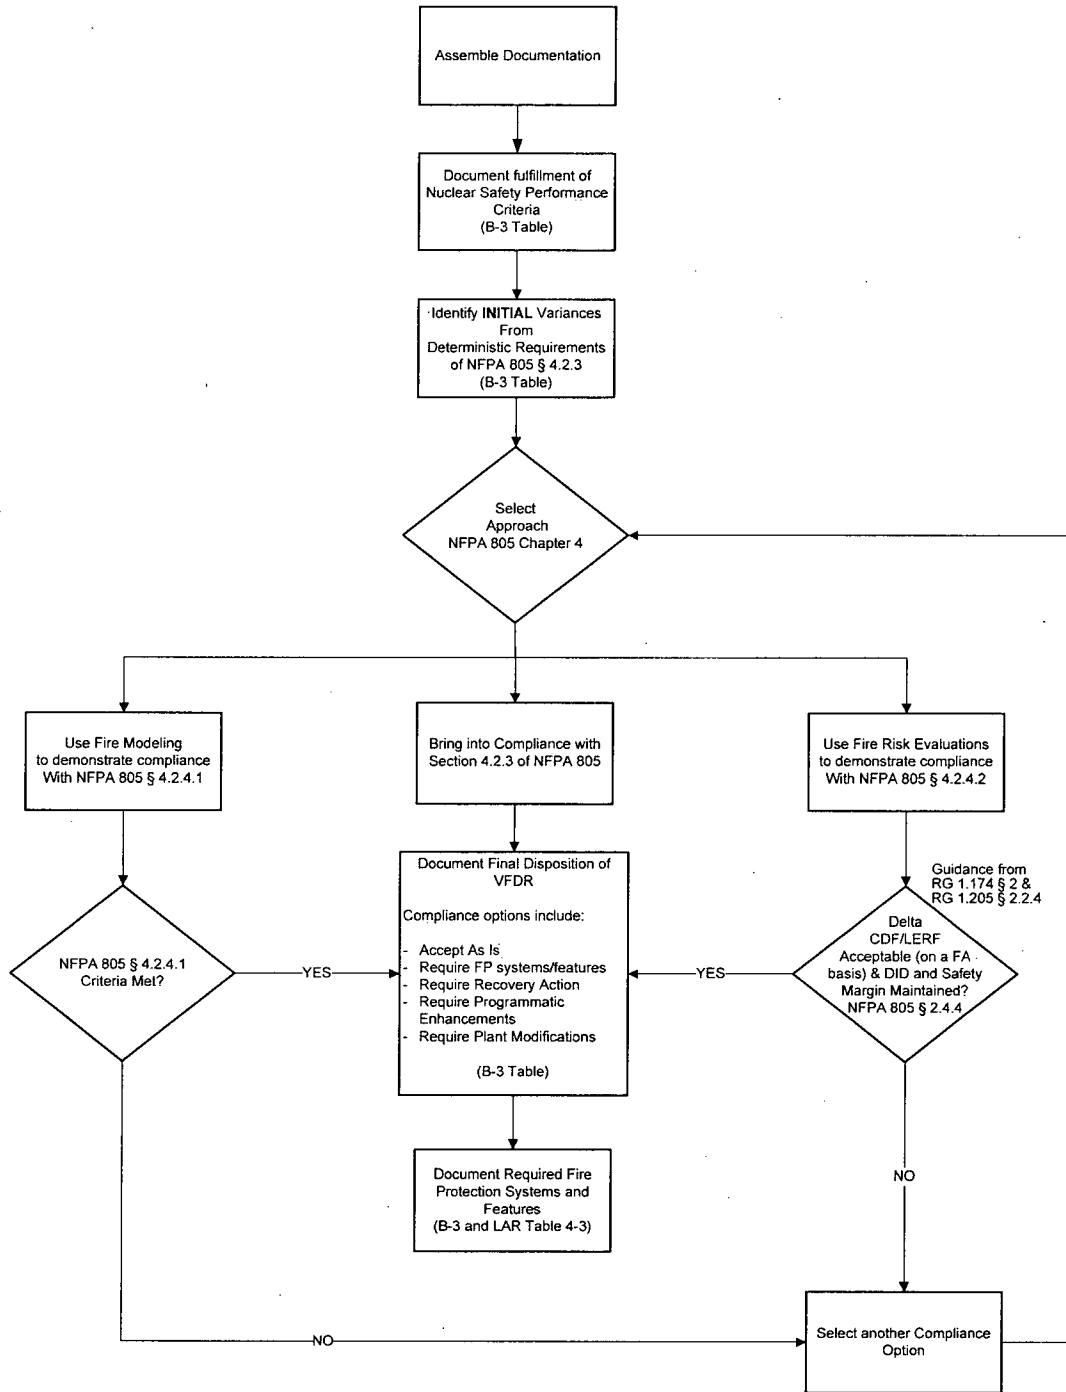 Assemble Documentation
Document fulfillment of
Nuclear Safety Performance
Criteria
(B-3 Table)
Identify INITIAL Variances
From
Deterministic Requirements
of NFPA 805 § 4.2.3
(B-3 Table)
Select
Approach
NFPA 805 Chapter 4
Use Fire Modeling
to demonstrate compliance
With NFPA 805 § 4.2.4.1
Bring into Compliance with
Section 4.2.3 of NFPA 805
Use Fire Risk Evaluations
to demonstrate compliance
With NFPA 805 § 4.2.4.2
NFPA 805 § 4.2.4.1
Criteria Met?
YES
Document Final Disposition of
VFDR
Compliance options include:
- Accept As Is
- Require FP systems/features
- Require Recovery Action
- Require Programmatic
Enhancements
- Require Plant Modifications
(B-3 Table)
YES
Guidance from
RG 1.174 § 2 &
RG 1.205 § 2.2.4
Delta
CDF/LERF
Acceptable (on a FA
basis) & DID and Safety
Margin Maintained?
NFPA 805 § 2.4.4
Document Required Fire
Protection Systems and
Features
(B-3 and LAR Table 4-3)
NO
NO
Select another Compliance
Option